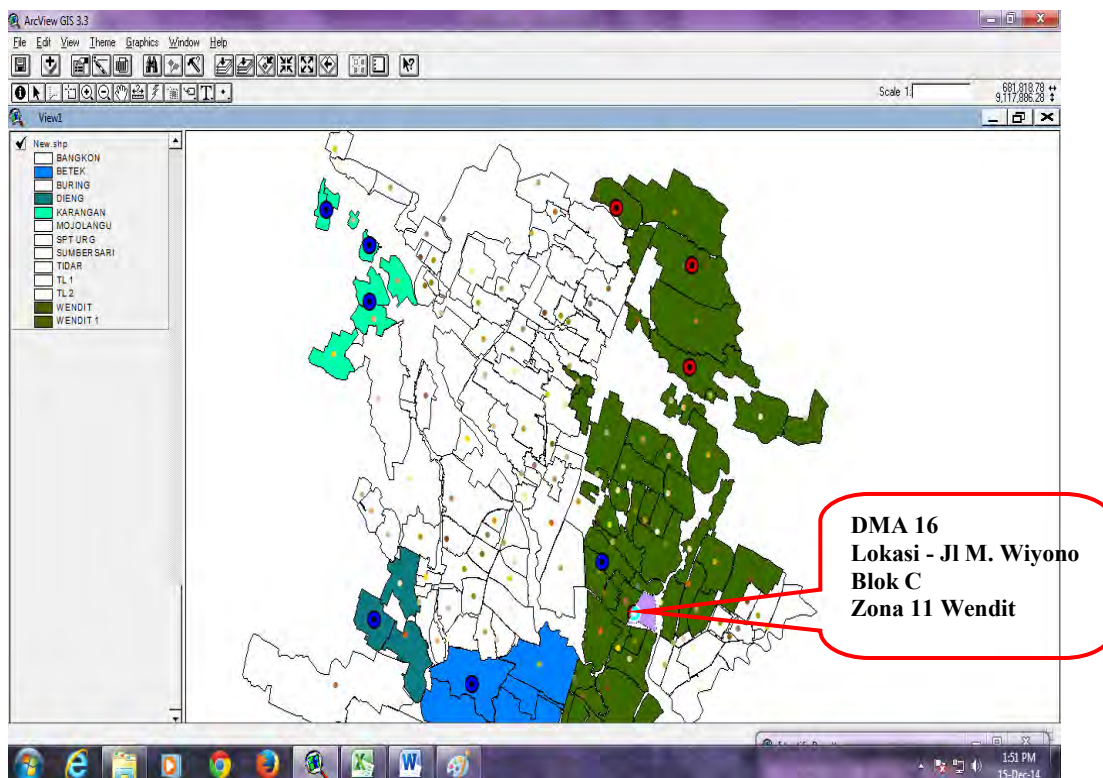 ArcView GIS 3.3
File Edit View Theme Graphics Window Help
Scale 1:
681,818.78
9,117,886.28
View1
New.shp
BANGKON
BETEK
BURING
DIENG
KARANGAN
MOJOLANGU
SPT URG
SUMBERSARI
TIDAR
TL 1
TL 2
WENDIT
WENDIT 1
DMA 16
Lokasi - Jl M. Wiyono
Blok C
Zona 11 Wendit
1:51 PM
15-Dec-14